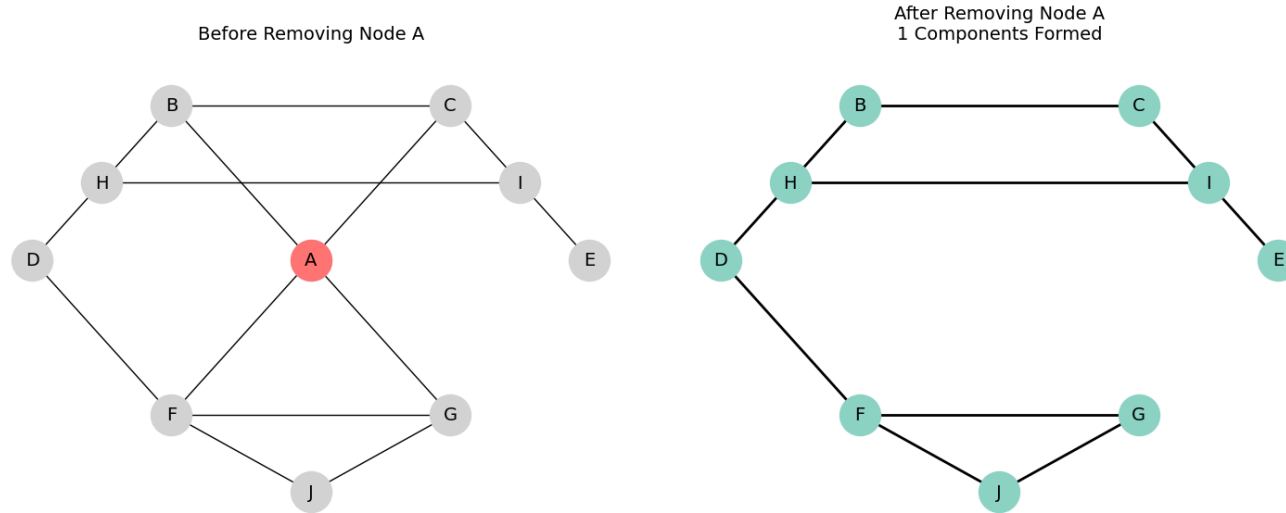 Before Removing Node A
B
C
H
I
D
A
E
F
G
J
After Removing Node A
1 Components Formed
B
C
H
I
D
E
F
G
J